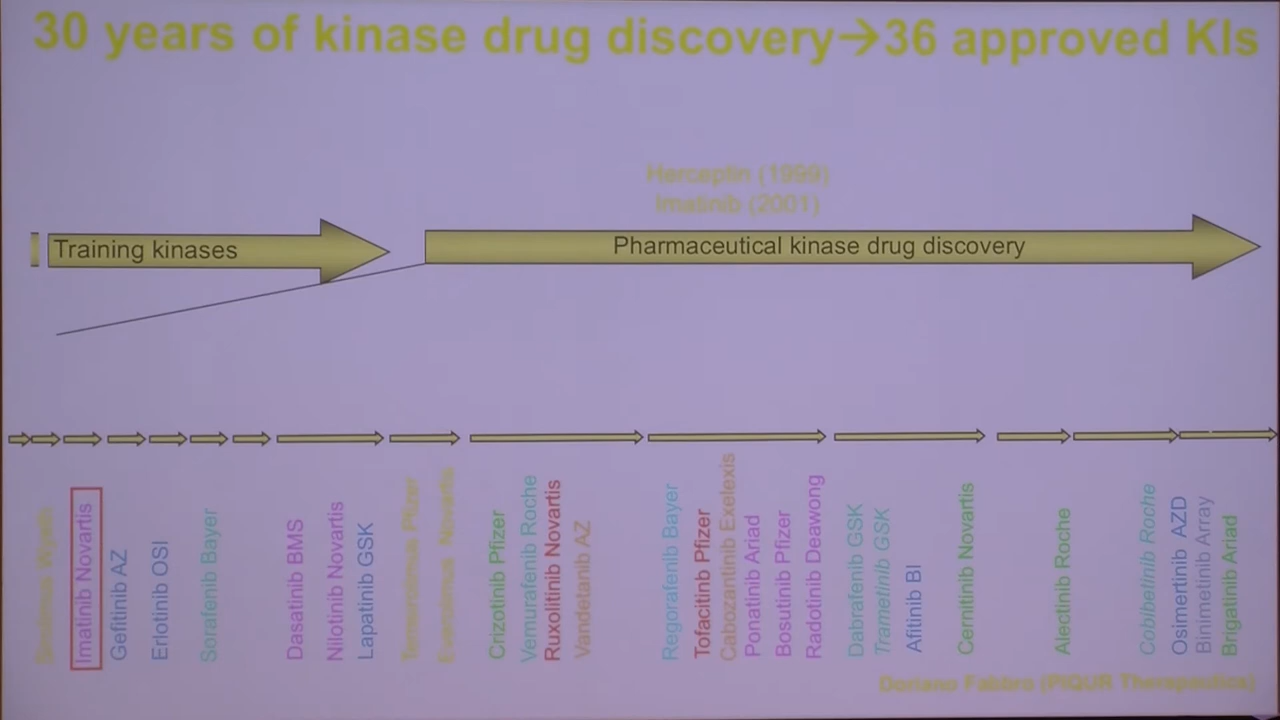 30 years of kinase drug discovery→36 approved KIs
Herceptin (1999)
Imatinib (2001)
Training kinases
Pharmaceutical kinase drug discovery
Sirolimus Wyeth
Imatinib Novartis
Gefitinib AZ
Erlotinib OSI
Sorafenib Bayer
Dasatinib BMS
Nilotinib Novartis
Lapatinib GSK
Temsirolimus Pfizer
Everolimus Novartis
Crizotinib Pfizer
Vemurafenib Roche
Ruxolitinib Novartis
Vandetanib AZ
Regorafenib Bayer
Tofacitinb Pfizer
Cabozantinib Exelexis
Ponatinib Ariad
Bosutinib Pfizer
Radotinib Deawong
Dabrafenib GSK
Trametinib GSK
Afitinib BI
Cernitinib Novartis
Alectinib Roche
Cobibetinib Roche
Osimertinib AZD
Binimetinib Array
Brigatinib Ariad
Doriano Fabbro (PIQUR Therapeutics)